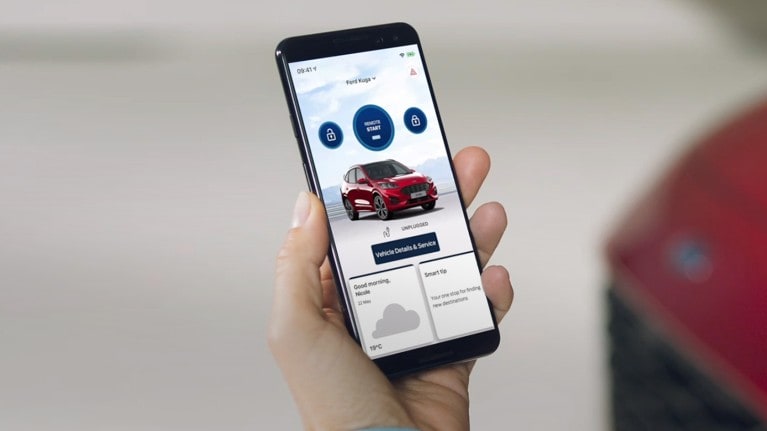 09:41
Ford Kuga
REMOTE
START
UNPLUGGED
Vehicle Details & Service
Good morning,
Nicole
22 May
19°C
Smart tip
Your one stop for finding
new destinations.